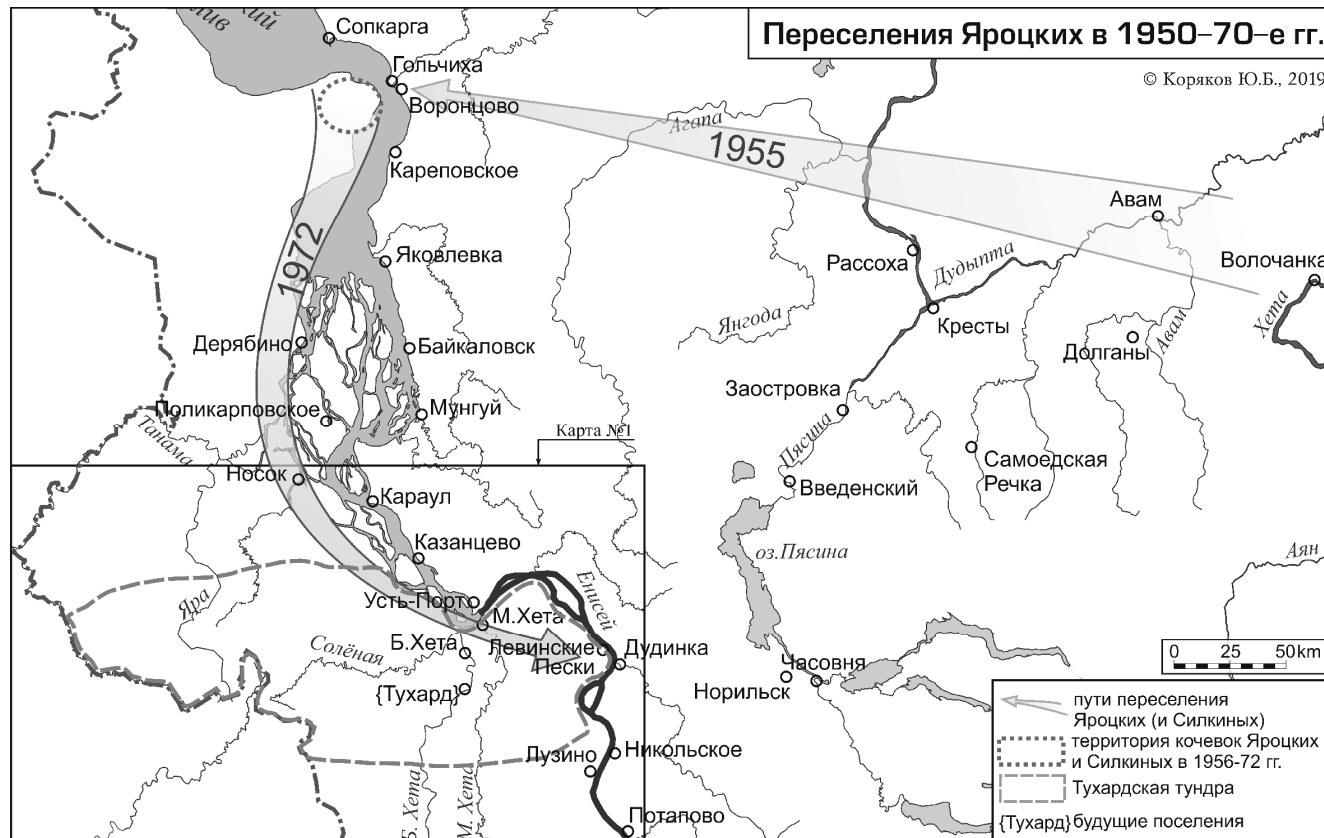 Переселения Яроцких в 1950–70–е гг.
© Коряков Ю.Б., 2019
Сопкарга
Гольчиха
Воронцово
Агапа
1955
Кареповское
Авам
Яковлевка
Рассоха
Дудыпта
Волочанка
1972
Янгода
Кресты
Хета
Авам
Дерябино
Байкаловск
Долганы
Заостровка
Поликарповское
Мунгуй
Танама
Карта №1
Пясина
Самоедская
Речка
Носок
Караул
Введенский
Казанцево
оз.Пясина
Аян
Енисей
Яра
Усть-Порт
М.Хета
Солёная
Б.Хета
Левинские
Пески
Дудинка
Часовня
{Тухард}
Норильск
0 25 50 km
Лузино
Никольское
Б. Хета
М. Хета
Потапово
пути переселения
Яроцких (и Силкиных)
территория кочевок Яроцких
и Силкиных в 1956-72 гг.
Тухардская тундра
{Тухард} будущие поселения